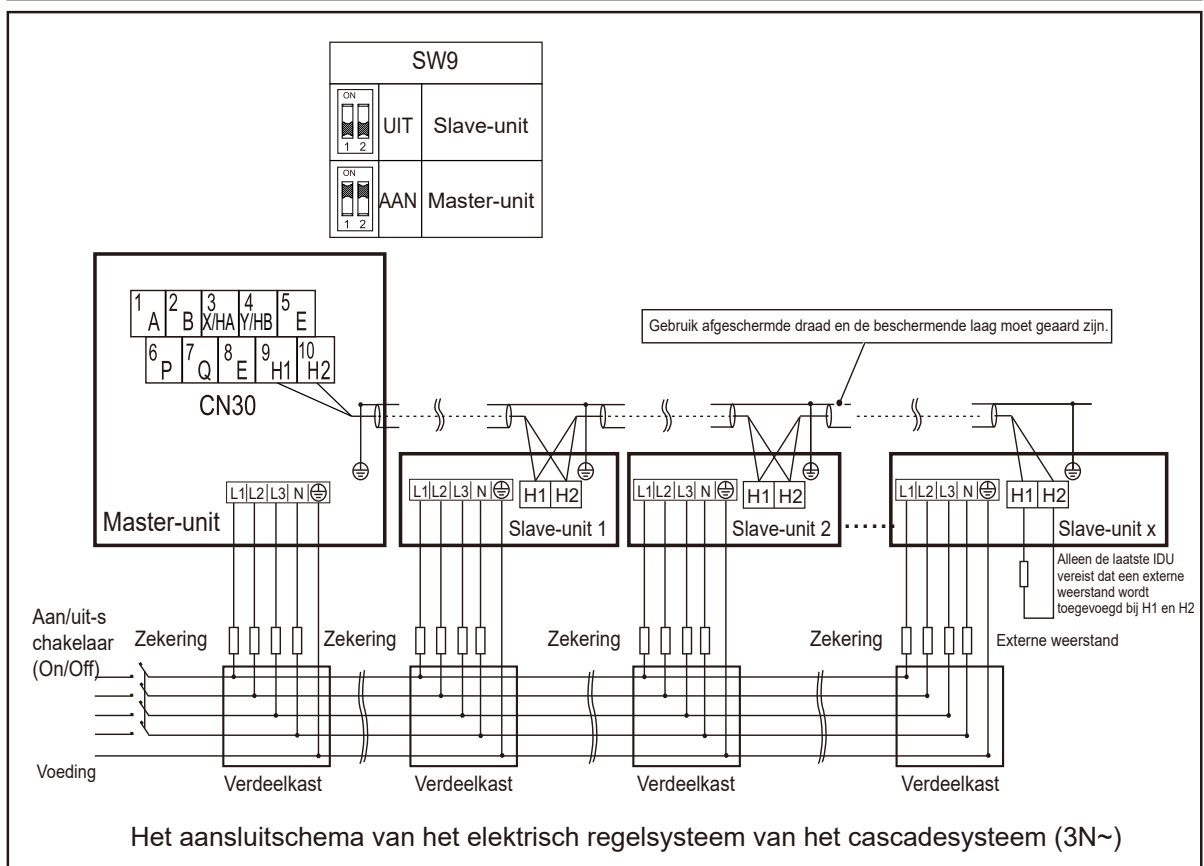 SW9
ON
1 2
UIT
Slave-unit
ON
1 2
AAN
Master-unit
1 A
2 B
3 X/HA
4 Y/HB
5 E
6 P
7 Q
8 E
9 H1
10 H2
CN30
Gebruik afgeschermde draad en de beschermende laag moet geaard zijn.
L1 L2 L3 N
Master-unit
L1 L2 L3 N
H1 H2
Slave-unit 1
L1 L2 L3 N
H1 H2
Slave-unit 2
......
L1 L2 L3 N
H1 H2
Slave-unit x
Alleen de laatste IDU
vereist dat een externe
weerstand wordt
toegevoegd bij H1 en H2
Externe weerstand
Aan/uit-s
chakelaar
(On/Off)
Zekering
Zekering
Zekering
Zekering
Voeding
Verdeelkast
Verdeelkast
Verdeelkast
Verdeelkast
Het aansluitschema van het elektrisch regelsysteem van het cascadesysteem (3N~)